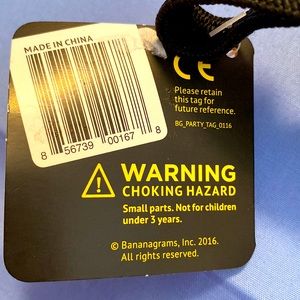 MADE IN CHINA
8 56739 00167 8
CE
Please retain
this tag for
future reference.
BG_PARTY_TAG_0116
WARNING
CHOKING HAZARD
Small parts. Not for children
under 3 years.
© Bananagrams, Inc. 2016.
All rights reserved.